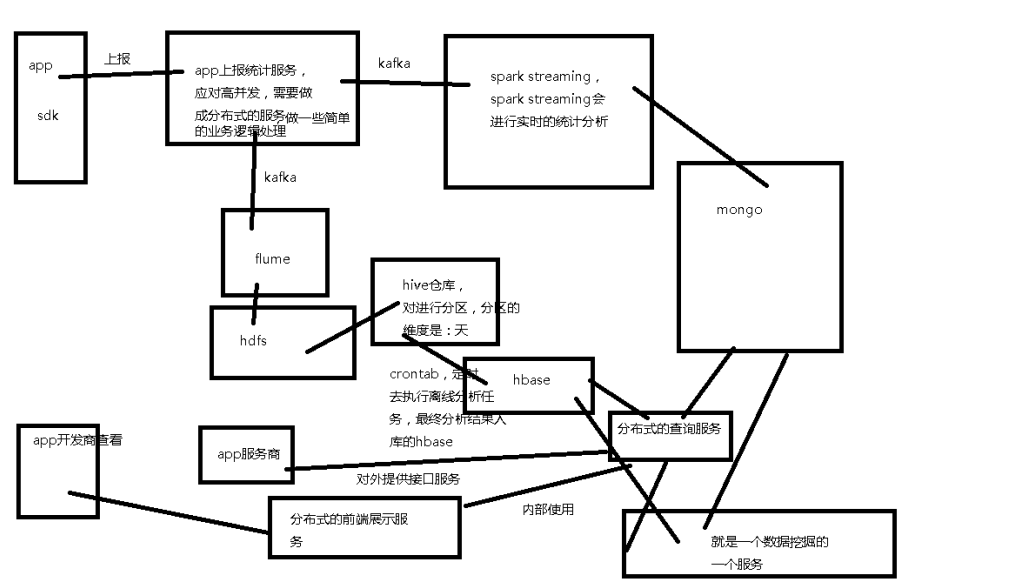 app
sdk
上报
app上报统计服务，
应对高并发，需要做
成分布式的服务
做一些简单
的业务逻辑处理
kafka
spark streaming，
spark streaming会
进行实时的统计分析
kafka
mongo
flume
hive仓库，
对进行分区，分区的
维度是：天
hdfs
crontab，定时
去执行离线分析任
务，最终分析结果入
库的hbase
hbase
分布式的查询服务
app开发商查看
app服务商
对外提供接口服务
内部使用
分布式的前端展示服
务
就是一个数据挖掘的
一个服务